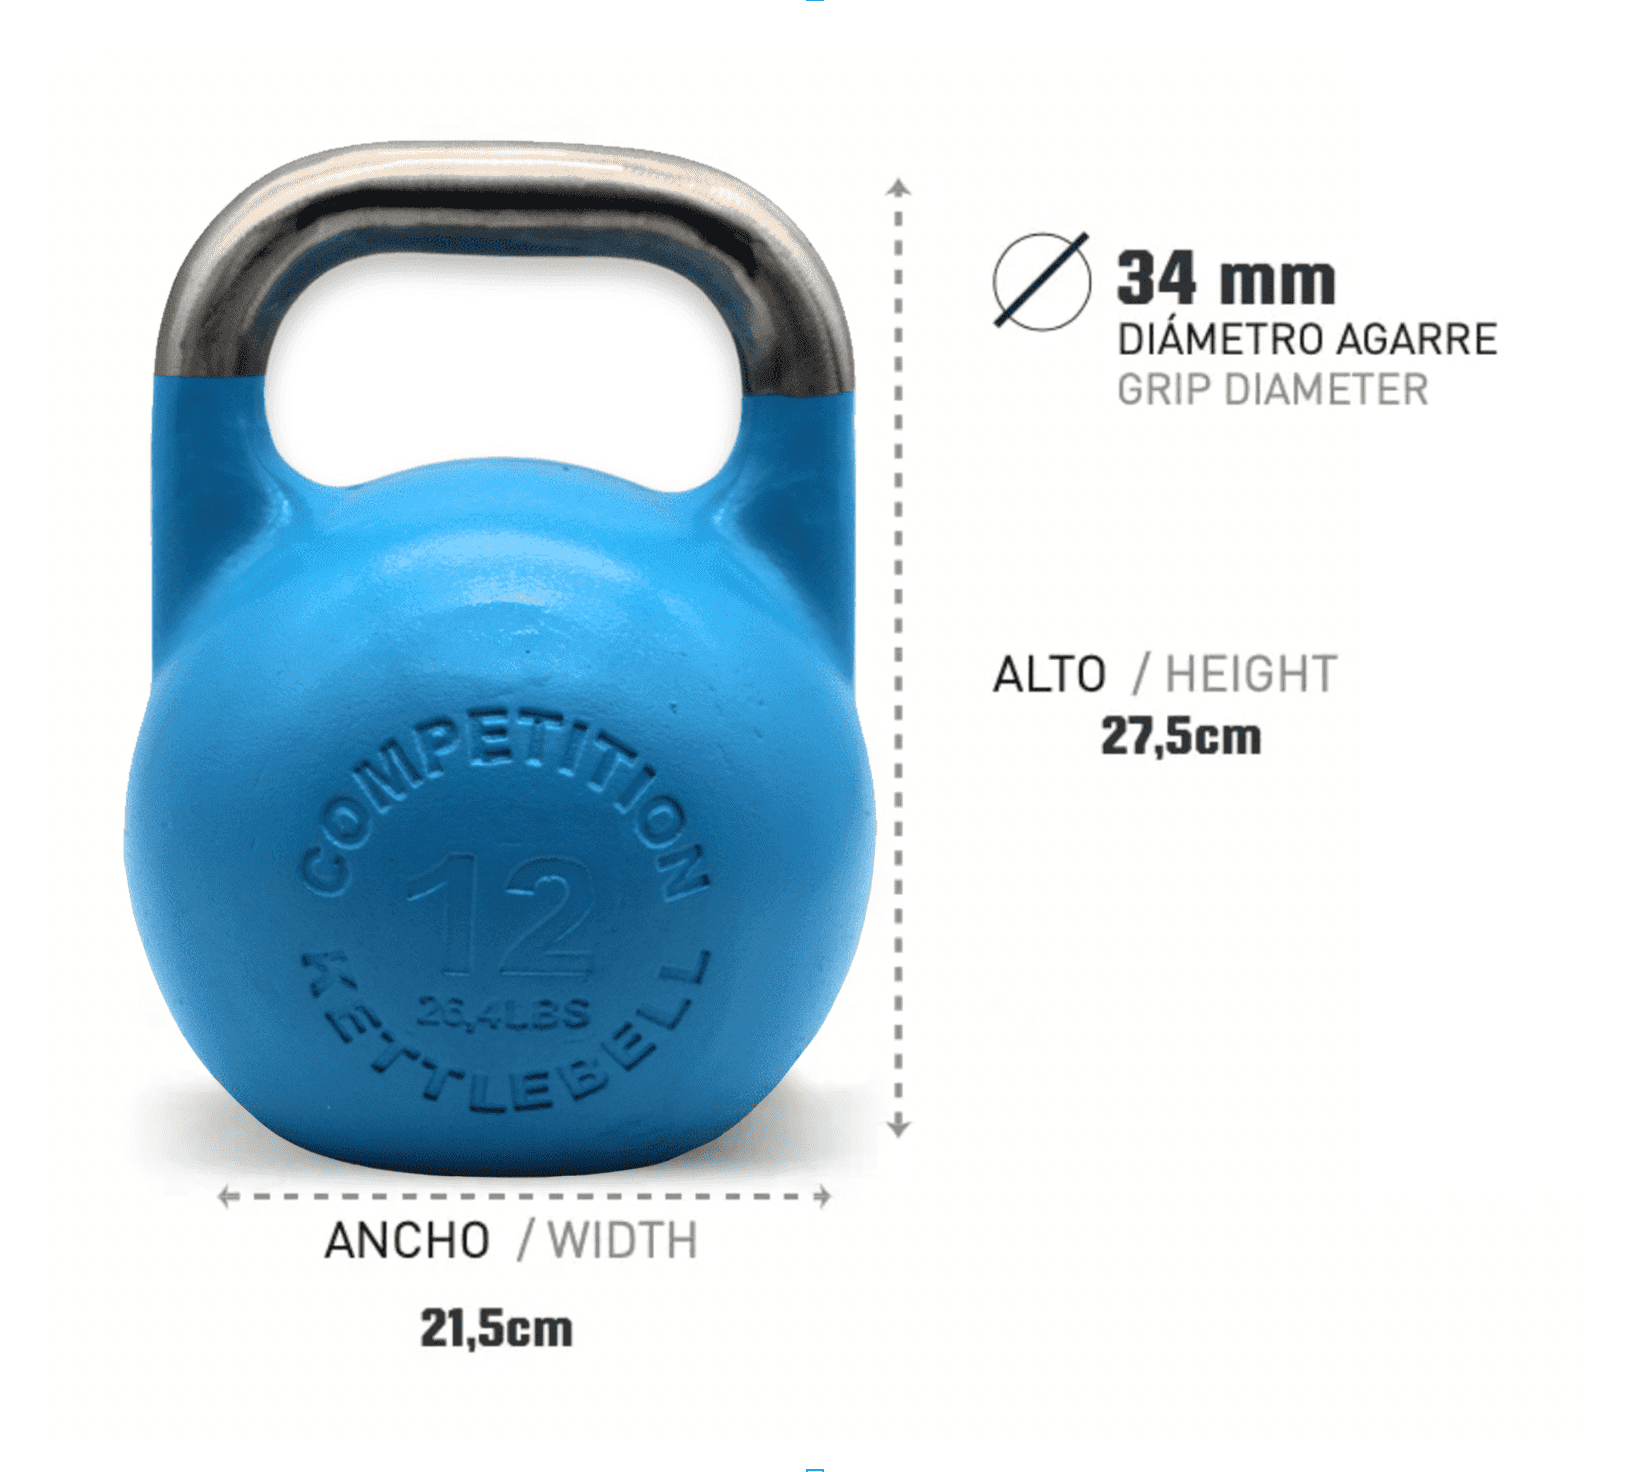 34 mm
DIÁMETRO AGARRE
GRIP DIAMETER
ALTO / HEIGHT
27,5cm
COMPETITION
12
26,4LBS
KETTLEBELL
ANCHO / WIDTH
21,5cm